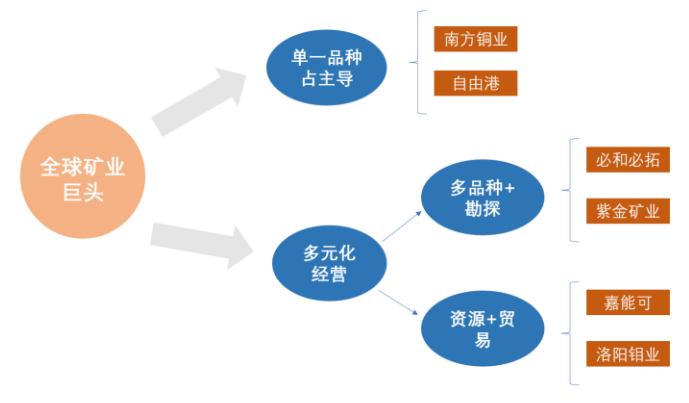 全球矿业
巨头
单一品种
占主导
南方铜业
自由港
多元化
经营
多品种+
勘探
必和必拓
紫金矿业
资源+贸
易
嘉能可
洛阳钼业